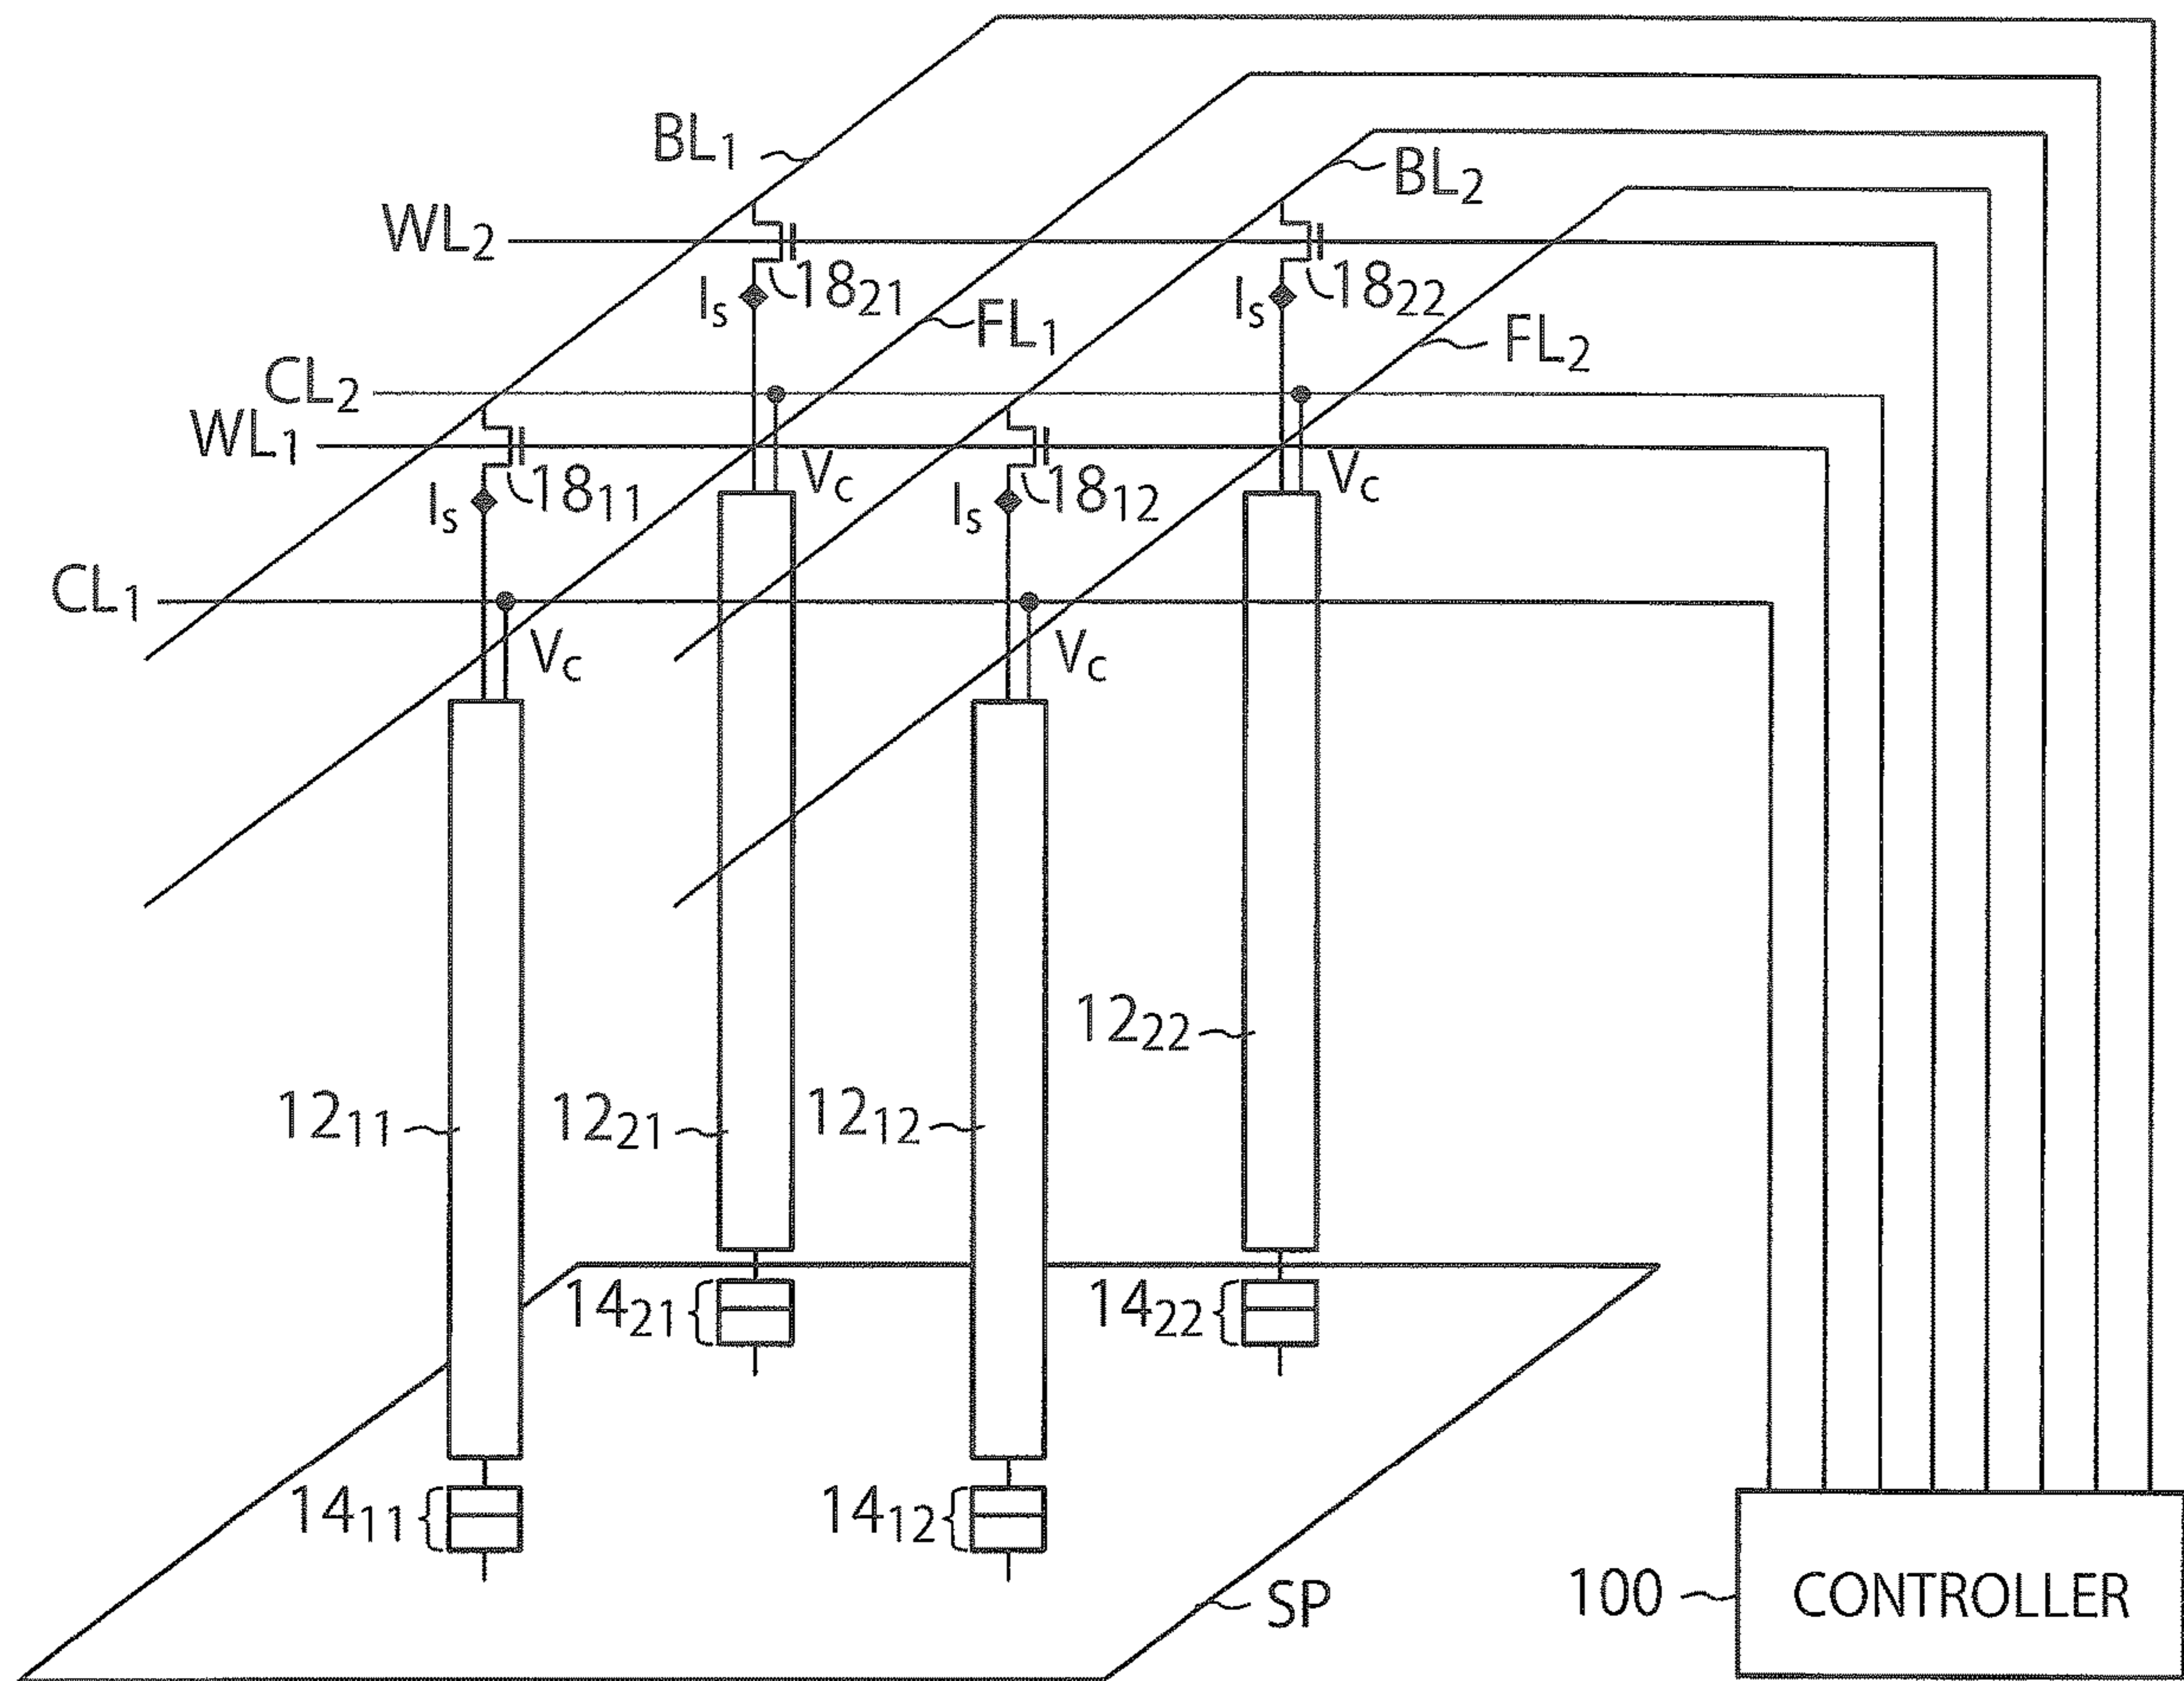 BL1
BL2
WL2
1821
1822
Is
Is
FL1
FL2
CL2
WL1
Vc
Vc
1811
1812
Is
Is
CL1
Vc
Vc
1222
1211
1221
1212
1421
1422
1411
1412
SP
100
CONTROLLER